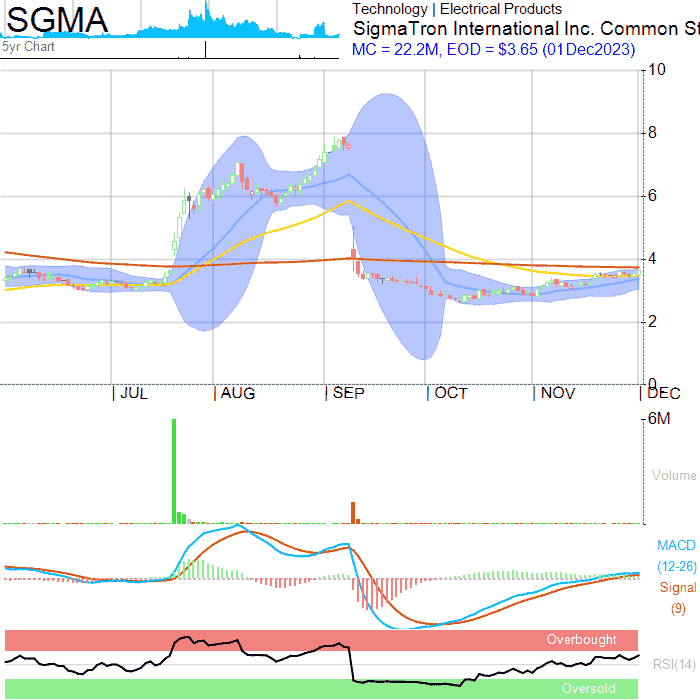 SGMA
5yr Chart
Technology | Electrical Products
SigmaTron International Inc. Common St
MC = 22.2M, EOD = $3.65 (01Dec2023)
10
8
6
4
2
0
JUL AUG SEP OCT NOV DEC
6M
Volume
MACD
(12-26)
Signal
(9)
Overbought
RSI(14)
Oversold